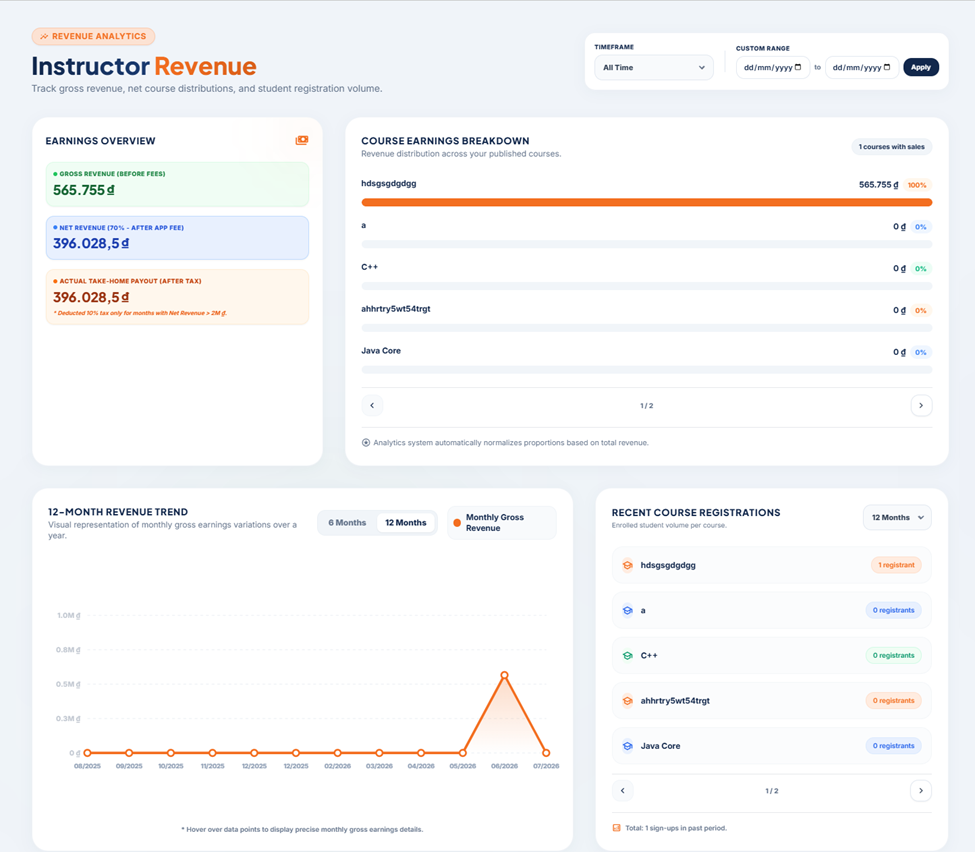 REVENUE ANALYTICS
Instructor Revenue
Track gross revenue, net course distributions, and student registration volume.
TIMEFRAME
All Time
CUSTOM RANGE
dd/mm/yyyy to dd/mm/yyyy Apply
EARNINGS OVERVIEW
GROSS REVENUE (BEFORE FEES)
565.755 ₫
NET REVENUE (70% - AFTER APP FEE)
396.028,5 ₫
ACTUAL TAKE-HOME PAYOUT (AFTER TAX)
396.028,5 ₫
* Deducted 10% tax only for months with Net Revenue > 2M ₫.
COURSE EARNINGS BREAKDOWN
Revenue distribution across your published courses.
1 courses with sales
hdsgsgdgdgg 565.755 ₫ 100%
a 0 ₫ 0%
C++ 0 ₫ 0%
ahhrtry5wt54trgt 0 ₫ 0%
Java Core 0 ₫ 0%
1 / 2
Analytics system automatically normalizes proportions based on total revenue.
12-MONTH REVENUE TREND
Visual representation of monthly gross earnings variations over a
year.
6 Months 12 Months
Monthly Gross
Revenue
1.0M ₫
0.8M ₫
0.5M ₫
0.3M ₫
0 ₫
08/2025 09/2025 10/2025 11/2025 12/2025 12/2025 02/2026 03/2026 04/2026 05/2026 06/2026 07/2026
* Hover over data points to display precise monthly gross earnings details.
RECENT COURSE REGISTRATIONS
Enrolled student volume per course.
12 Months
hdsgsgdgdgg 1 registrant
a 0 registrants
C++ 0 registrants
ahhrtry5wt54trgt 0 registrants
Java Core 0 registrants
1 / 2
Total: 1 sign-ups in past period.